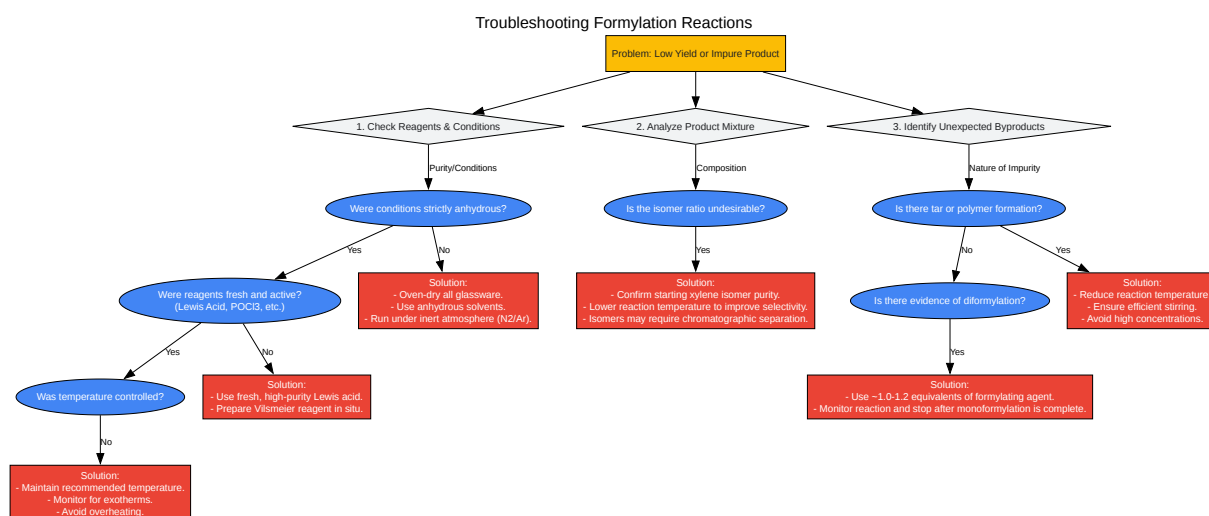 Troubleshooting Formylation Reactions
Problem: Low Yield or Impure Product
1. Check Reagents & Conditions
2. Analyze Product Mixture
3. Identify Unexpected Byproducts
Purity/Conditions
Composition
Nature of Impurity
Were conditions strictly anhydrous?
Is the isomer ratio undesirable?
Is there tar or polymer formation?
Yes
No
Yes
No
Yes
Were reagents fresh and active?
(Lewis Acid, POCl3, etc.)
Solution:
- Oven-dry all glassware.
- Use anhydrous solvents.
- Run under inert atmosphere (N2/Ar).
Solution:
- Confirm starting xylene isomer purity.
- Lower reaction temperature to improve selectivity.
- Isomers may require chromatographic separation.
Is there evidence of diformylation?
Solution:
- Reduce reaction temperature
- Ensure efficient stirring.
- Avoid high concentrations.
Yes
No
Yes
Was temperature controlled?
Solution:
- Use fresh, high-purity Lewis acid.
- Prepare Vilsmeier reagent in situ.
Solution:
- Use ~1.0-1.2 equivalents of formylating agent.
- Monitor reaction and stop after monoformylation is complete.
No
Solution:
- Maintain recommended temperature.
- Monitor for exotherms.
- Avoid overheating.